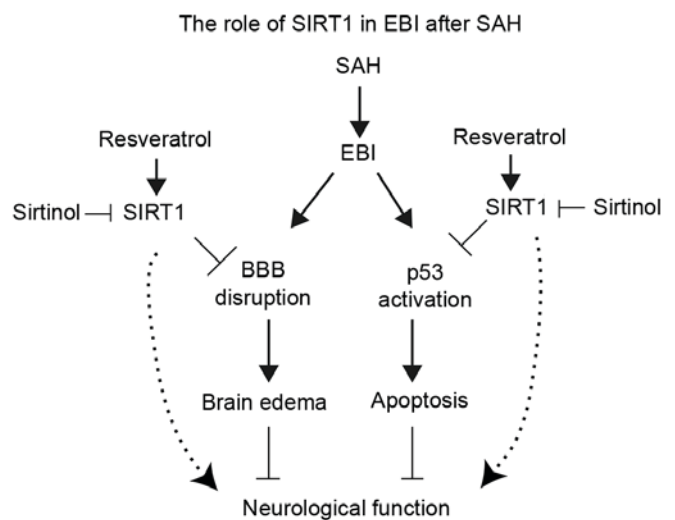 The role of SIRT1 in EBI after SAH
SAH
Resveratrol
EBI
Resveratrol
Sirtinol
SIRT1
SIRT1
Sirtinol
BBB
disruption
p53
activation
Brain edema
Apoptosis
Neurological function